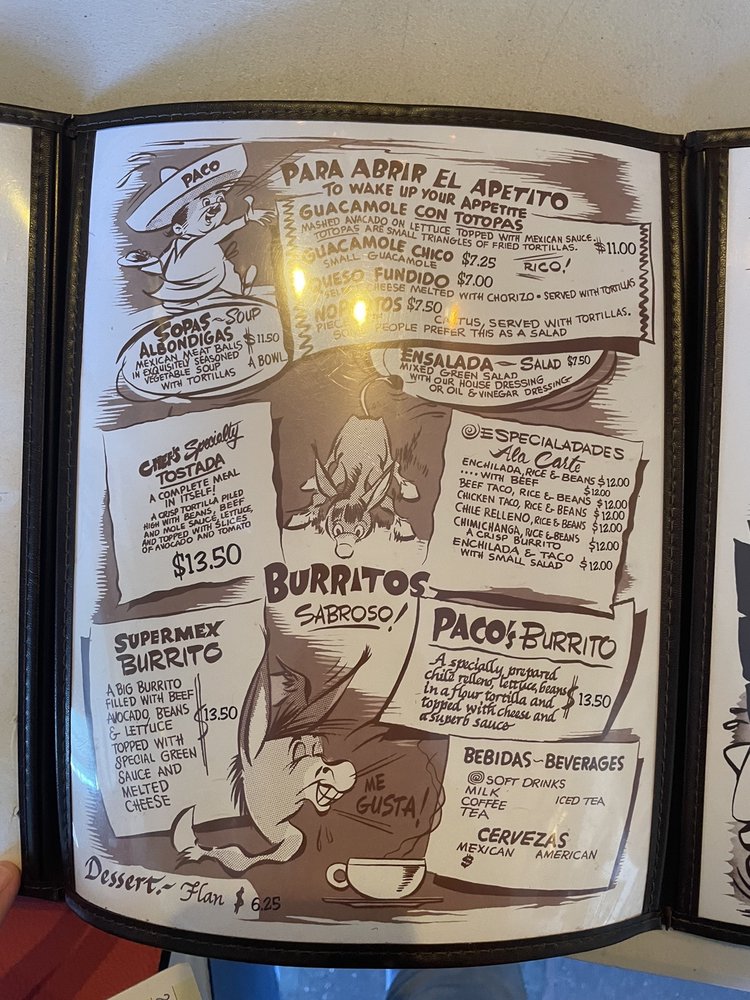 PACO
PARA ABRIR EL APETITO
TO WAKE UP YOUR APPETITE
GUACAMOLE CON TOTOPAS
MASHED AVACADO ON LETTUCE TOPPED WITH MEXICAN SAUCE.
TOTOPAS ARE SMALL TRIANGLES OF FRIED TORTILLAS. $11.00
GUACAMOLE CHICO $7.25
SMALL GUACAMOLE
RICO!
QUESO FUNDIDO $7.00
CHEESE MELTED WITH CHORIZO • SERVED WITH TORTILLAS
$7.50
CACTUS, SERVED WITH TORTILLAS.
PEOPLE PREFER THIS AS A SALAD
SOPAS ~ SOUP
ALBONDIGAS $11.50
MEXICAN MEAT BALLS
IN EXQUISITELY SEASONED
VEGETABLE SOUP
WITH TORTILLAS
A BOWL
ENSALADA — SALAD $7.50
MIXED GREEN SALAD
WITH OUR HOUSE DRESSING
OR OIL & VINEGAR DRESSING
CHEF'S Specialty
TOSTADA
A COMPLETE MEAL
IN ITSELF!
A CRISP TORTILLA PILED
HIGH WITH BEANS, BEEF
AND MOLE SAUCE, LETTUCE,
AND TOPPED WITH SLICES
OF AVOCADO AND TOMATO
$13.50
ESPECIALADADES
Ala Carte
ENCHILADA, RICE & BEANS $12.00
.... WITH BEEF $12.00
BEEF TACO, RICE & BEANS $12.00
CHICKEN TACO, RICE & BEANS $12.00
CHILE RELLENO, RICE & BEANS $12.00
CHIMICHANGA, RICE & BEANS
A CRISP BURRITO $12.00
ENCHILADA & TACO
WITH SMALL SALAD $12.00
BURRITOS
SABROSO!
SUPERMEX
BURRITO
A BIG BURRITO
FILLED WITH BEEF
AVOCADO, BEANS
& LETTUCE
TOPPED WITH
SPECIAL GREEN
SAUCE AND
MELTED
CHEESE
$13.50
PACO'S BURRITO
A specially prepared
chili relleno, lettuce, beans
in a flour tortilla and
topped with cheese and
a superb sauce
$13.50
ME
GUSTA!
BEBIDAS ~ BEVERAGES
SOFT DRINKS
MILK
COFFEE ICED TEA
TEA
CERVEZAS
MEXICAN AMERICAN
$
Dessert.- Flan $ 6.25